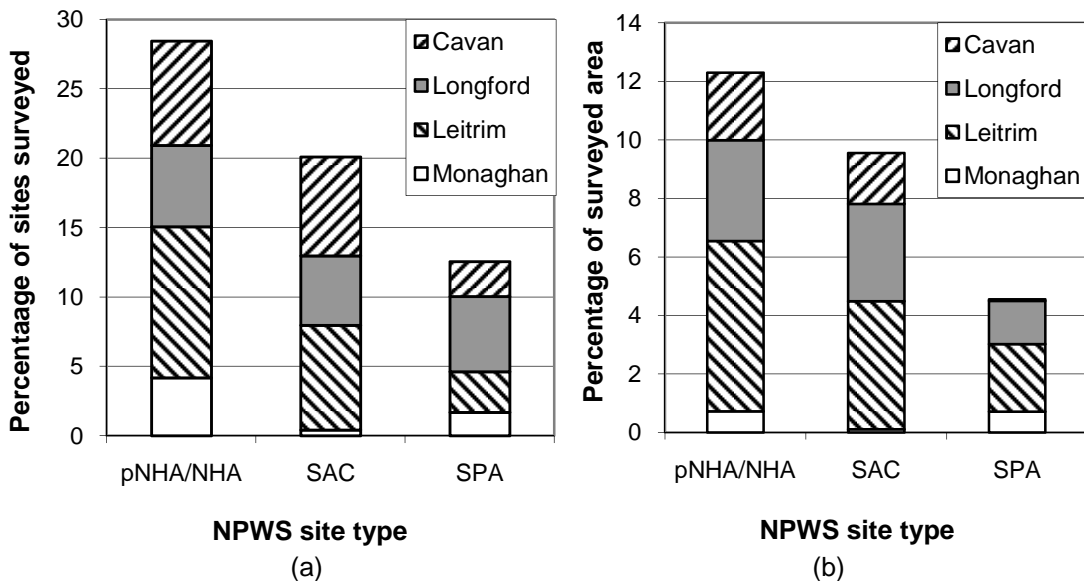 Percentaage of sites surveyed
30
25
20
15
10
5
0
Cavan
Longford
Leitrim
Monaghan
pNHA/NHA SAC SPA
NPWS site type
(a)
Percentage of surveyed area
14
12
10
8
6
4
2
0
Cavan
Longford
Leitrim
Monaghan
pNHA/NHA SAC SPA
NPWS site type
(b)